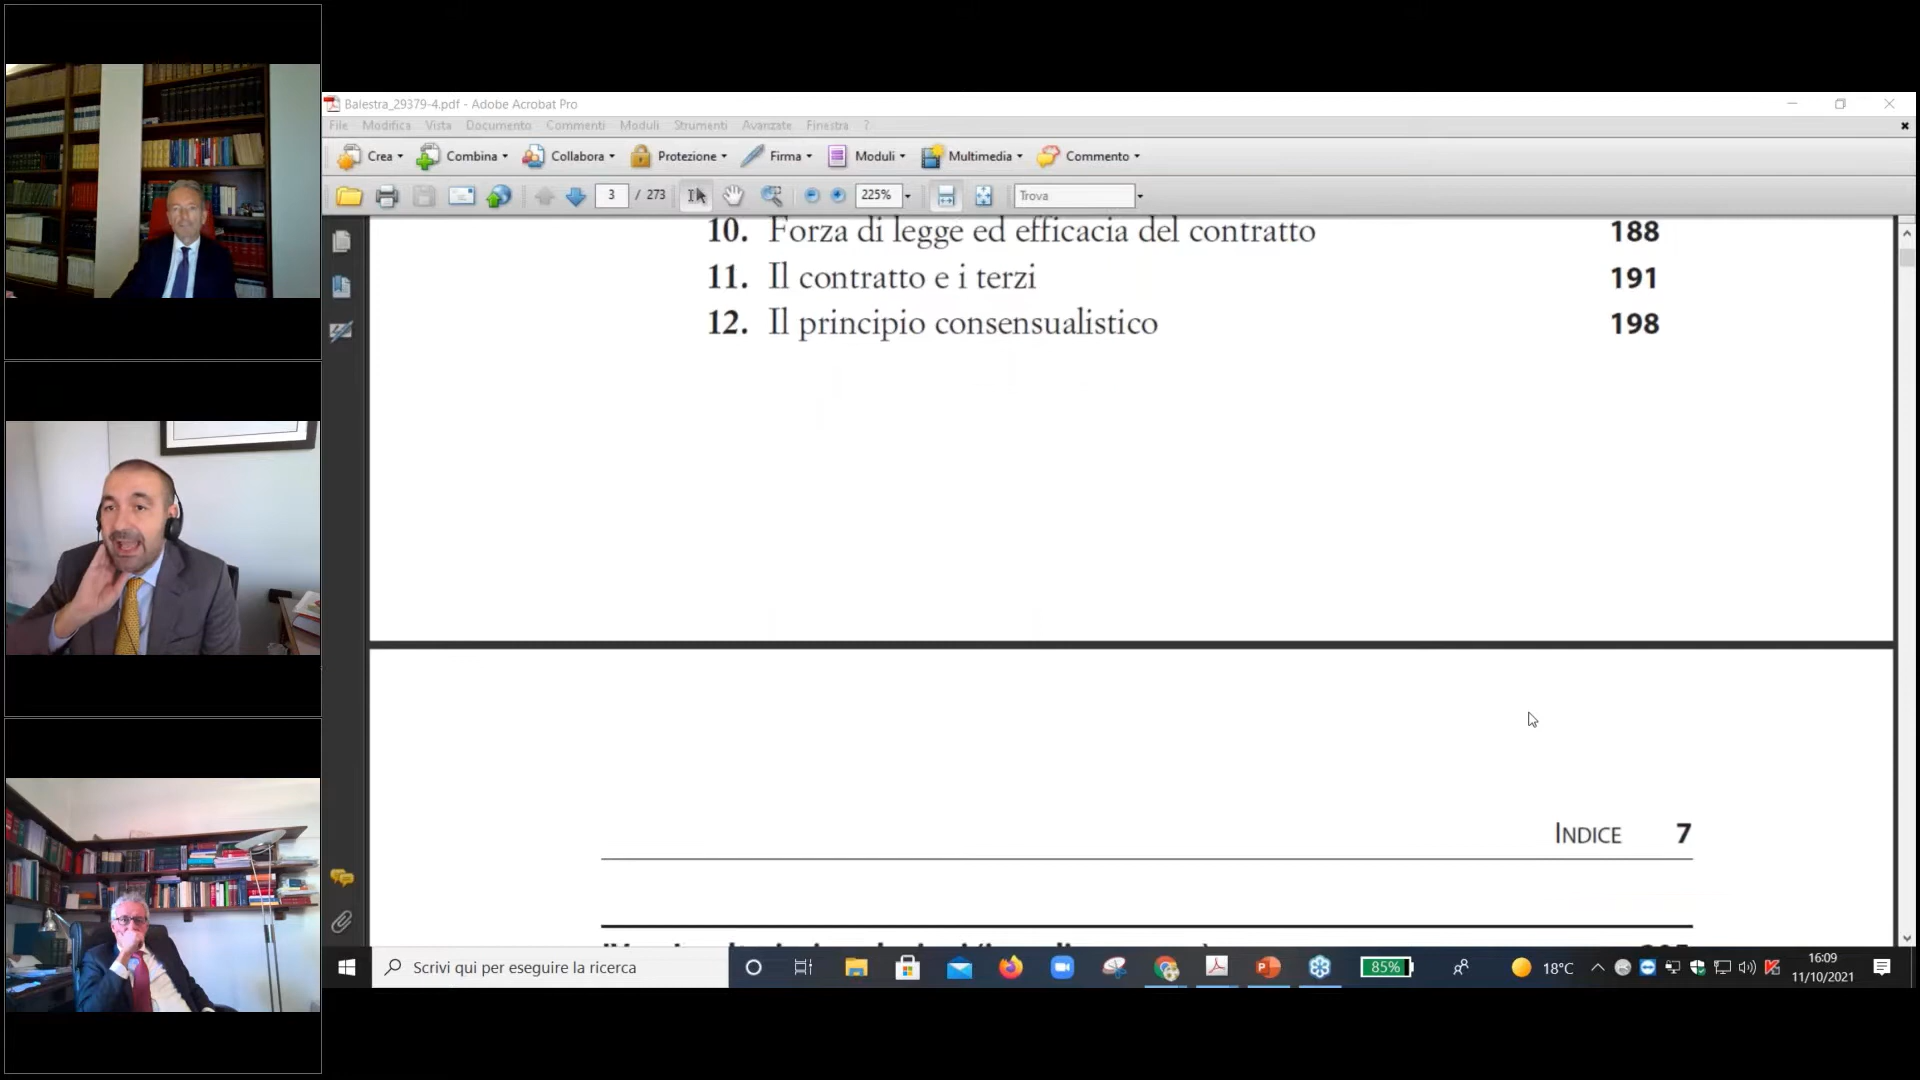 Balestra_29379-4.pdf - Adobe Acrobat Pro
File Modifica Vista Documento Commenti Moduli Strumenti Avanzate Finestra ?
Crea Combina Collabora Protezione Firma Moduli Multimedia Commento
3 / 273 225% Trova
10. Forza di legge ed efficacia del contratto 188
11. Il contratto e i terzi 191
12. Il principio consensualistico 198
INDICE 7
Scrivi qui per eseguire la ricerca
85%
18°C
16:09
11/10/2021